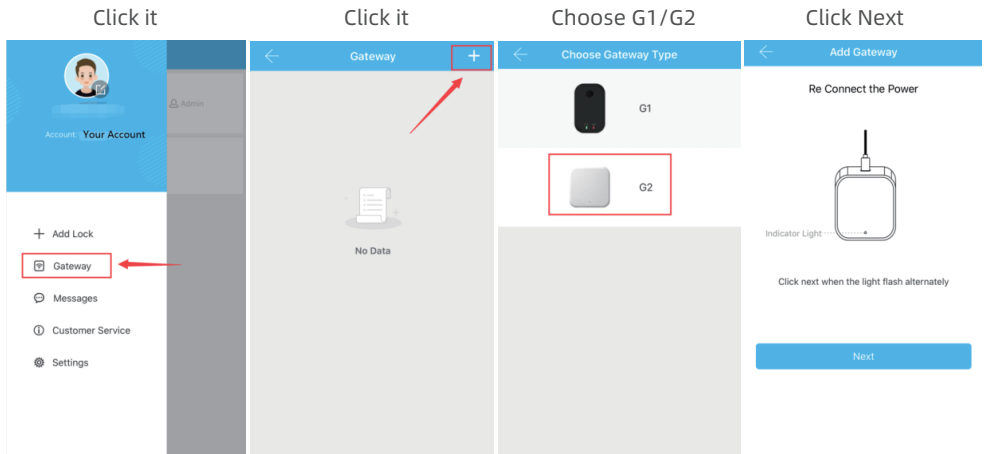 Click it
Your Account
Account:
Admin
Add Lock
Gateway
Messages
Customer Service
Settings
Click it
Gateway
No Data
Choose G1/G2
Choose Gateway Type
G1
G2
Click Next
Add Gateway
Re Connect the Power
Indicator Light
Click next when the light flash alternately
Next